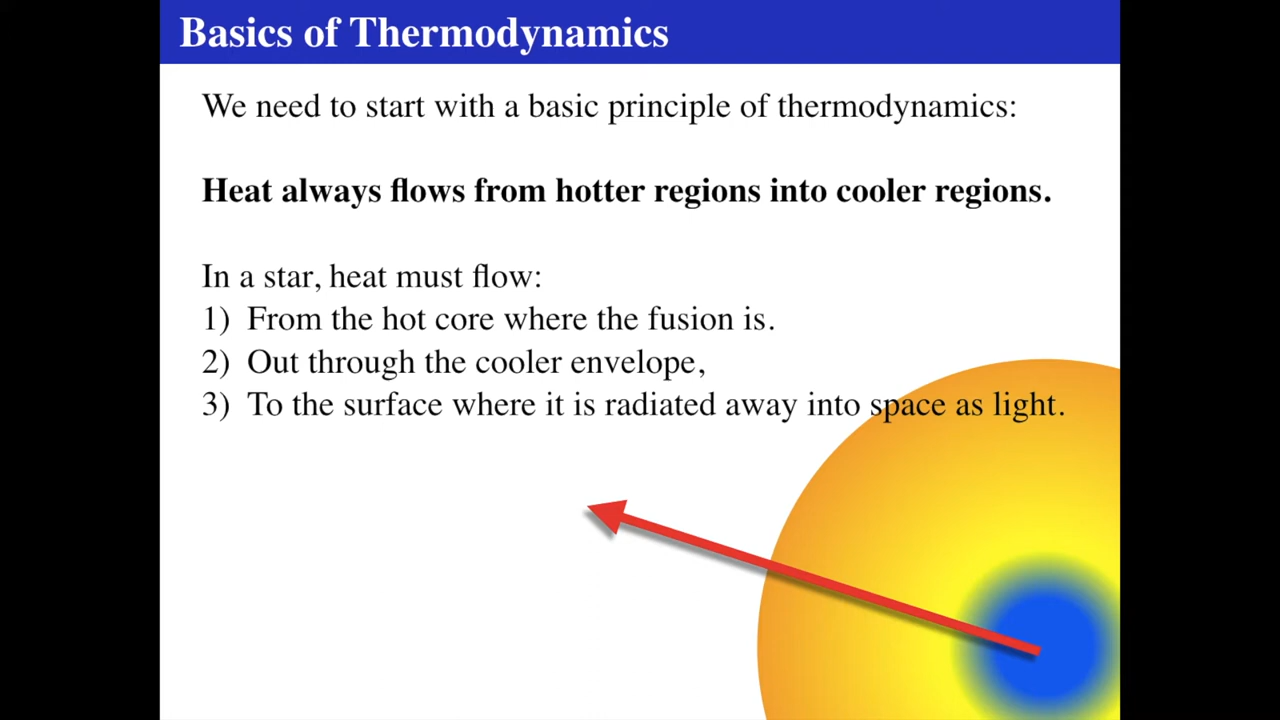 Basics of Thermodynamics
We need to start with a basic principle of thermodynamics:
Heat always flows from hotter regions into cooler regions.
In a star, heat must flow:
1) From the hot core where the fusion is.
2) Out through the cooler envelope,
3) To the surface where it is radiated away into space as light.